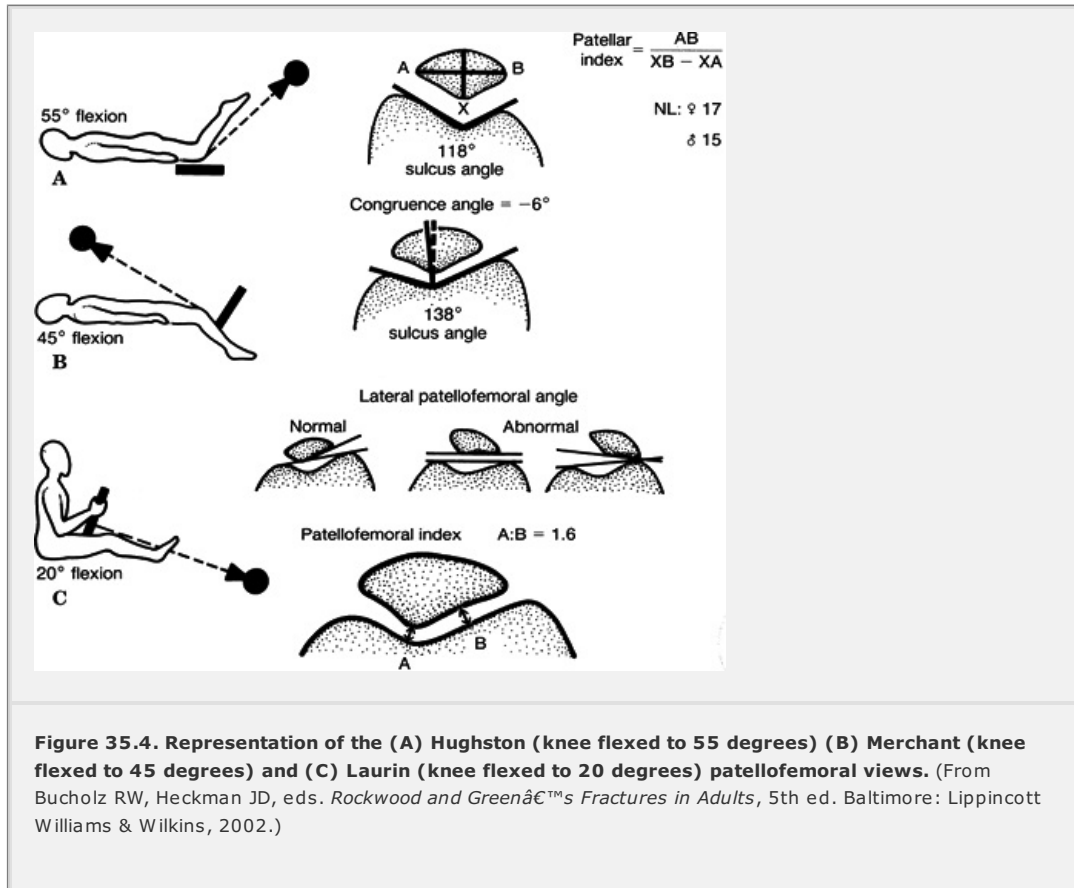 Patellar index = AB / XB – XA
NL: ♀ 17
♂ 15
55° flexion
A
A B
X
118°
sulcus angle
Congruence angle = −6°
138°
sulcus angle
45° flexion
B
Lateral patellofemoral angle
Normal Abnormal
20° flexion
C
Patellofemoral index A:B = 1.6
A
B
Figure 35.4. Representation of the (A) Hughston (knee flexed to 55 degrees) (B) Merchant (knee
flexed to 45 degrees) and (C) Laurin (knee flexed to 20 degrees) patellofemoral views. (From
Bucholz RW, Heckman JD, eds. Rockwood and Greenâ€™s Fractures in Adults, 5th ed. Baltimore: Lippincott
Williams & Wilkins, 2002.)